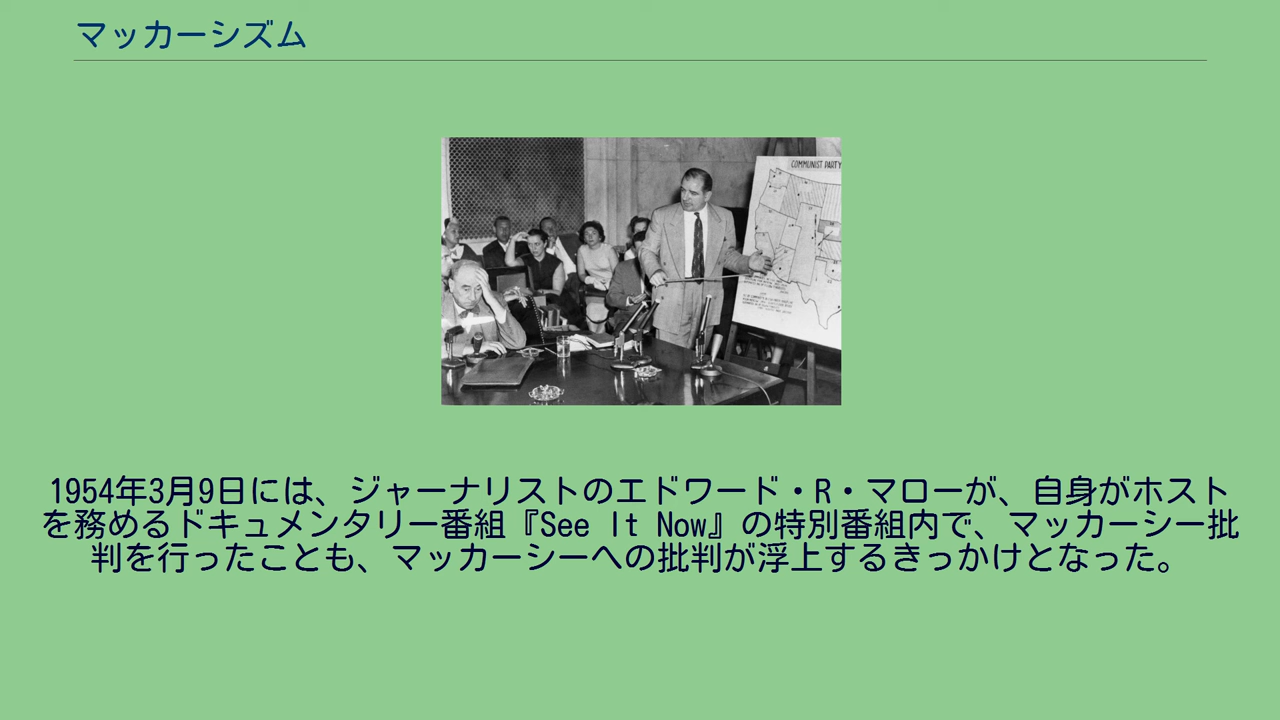 マッカーシズム
COMMUNIST PARTY
1954年3月9日には、ジャーナリストのエドワード・R・マローが、自身がホスト
を務めるドキュメンタリー番組『See It Now』の特別番組内で、マッカーシー批
判を行ったことも、マッカーシーへの批判が浮上するきっかけとなった。